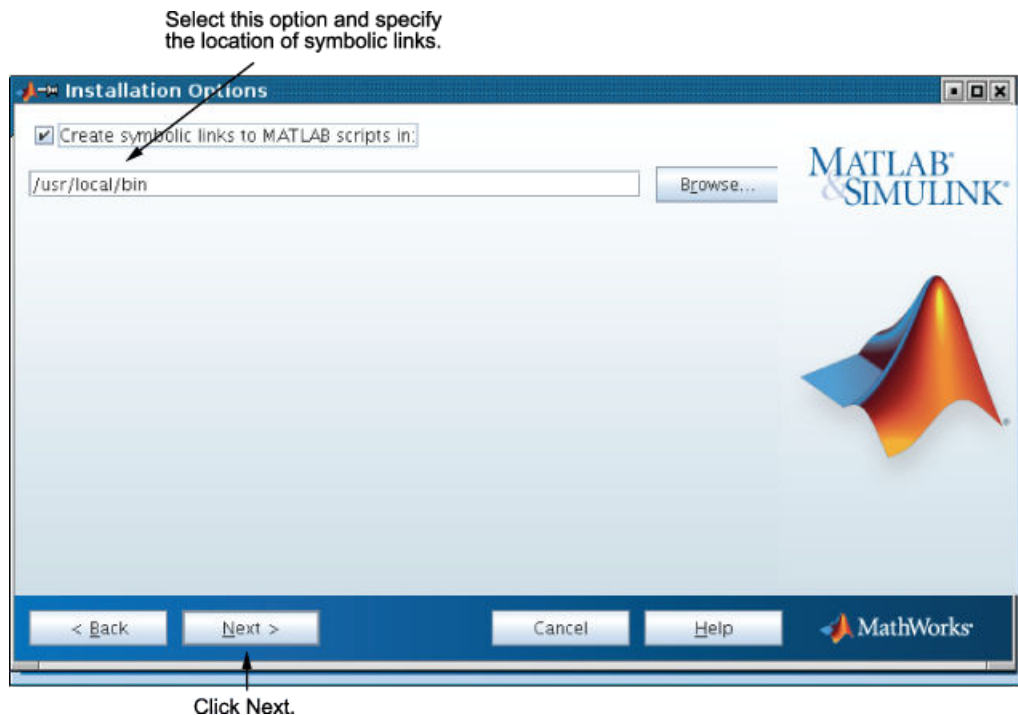 Select this option and specify
the location of symbolic links.
Installation Options
Create symbolic links to MATLAB scripts in:
/usr/local/bin
Browse...
MATLAB®
&SIMULINK®
< Back
Next >
Cancel
Help
MathWorks®
Click Next.